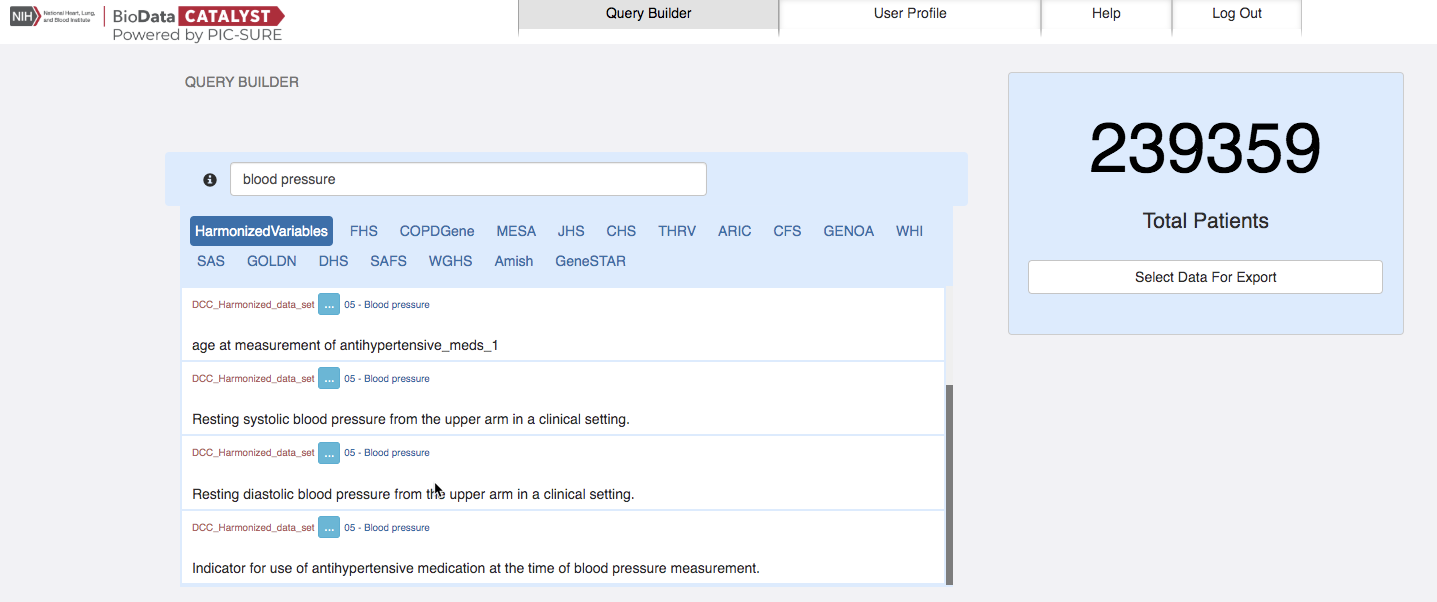 NIH National Heart, Lung, and Blood Institute
BioData CATALYST
Powered by PIC-SURE
Query Builder User Profile Help Log Out
QUERY BUILDER
blood pressure
HarmonizedVariables FHS COPDGene MESA JHS CHS THRV ARIC CFS GENOA WHI
SAS GOLDN DHS SAFS WGHS Amish GeneSTAR
DCC_Harmonized_data_set ... 05 - Blood pressure
age at measurement of antihypertensive_meds_1
DCC_Harmonized_data_set ... 05 - Blood pressure
Resting systolic blood pressure from the upper arm in a clinical setting.
DCC_Harmonized_data_set ... 05 - Blood pressure
Resting diastolic blood pressure from the upper arm in a clinical setting.
DCC_Harmonized_data_set ... 05 - Blood pressure
Indicator for use of antihypertensive medication at the time of blood pressure measurement.
239359
Total Patients
Select Data For Export